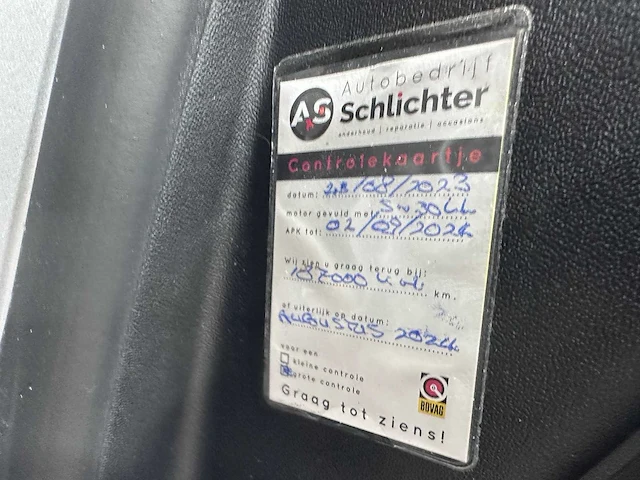 Autobedrijf
AS Schlichter
onderhoud | reparatie | occasions
Controlekaartje
datum: 28/08/2023
motor gevuld met: 5w30LL
APK tot: 02/09/2024
Wij zien u graag terug bij:
137000 km.
of uiterlijk op datum:
AUGUSTUS 2024
voor een
kleine controle
grote controle
Graag tot ziens!
BOVAG